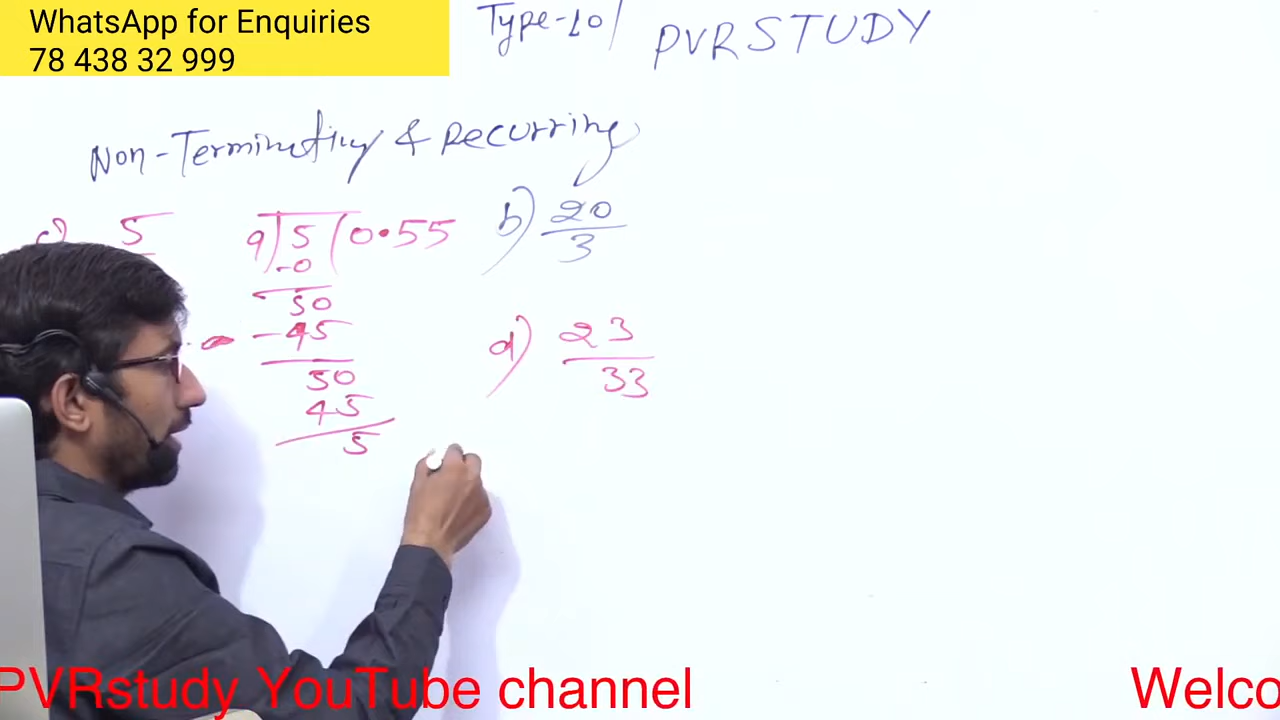 WhatsApp for Enquiries
78 438 32 999
Type-10/ PVRSTUDY
Non-Terminating & Recurring
c) 5
9) 5 (0.55
-0
50
-45
50
45
5
b) 20
3
d) 23
33
PVRstudy YouTube channel
Welco